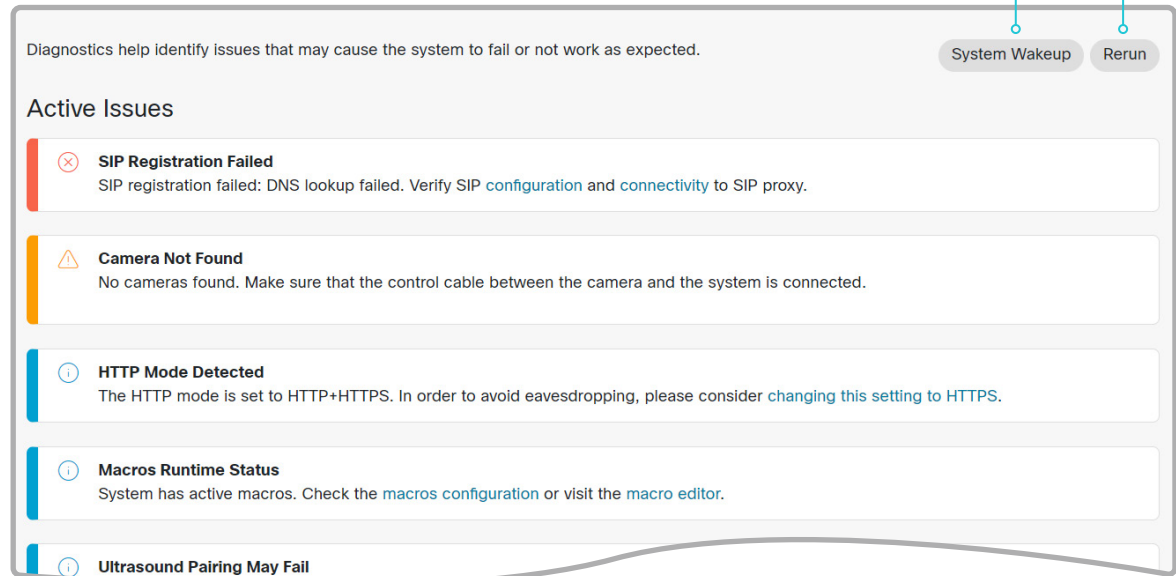 Diagnostics help identify issues that may cause the system to fail or not work as expected.
System Wakeup
Rerun
Active Issues
SIP Registration Failed
SIP registration failed: DNS lookup failed. Verify SIP configuration and connectivity to SIP proxy.
Camera Not Found
No cameras found. Make sure that the control cable between the camera and the system is connected.
HTTP Mode Detected
The HTTP mode is set to HTTP+HTTPS. In order to avoid eavesdropping, please consider changing this setting to HTTPS.
Macros Runtime Status
System has active macros. Check the macros configuration or visit the macro editor.
Ultrasound Pairing May Fail